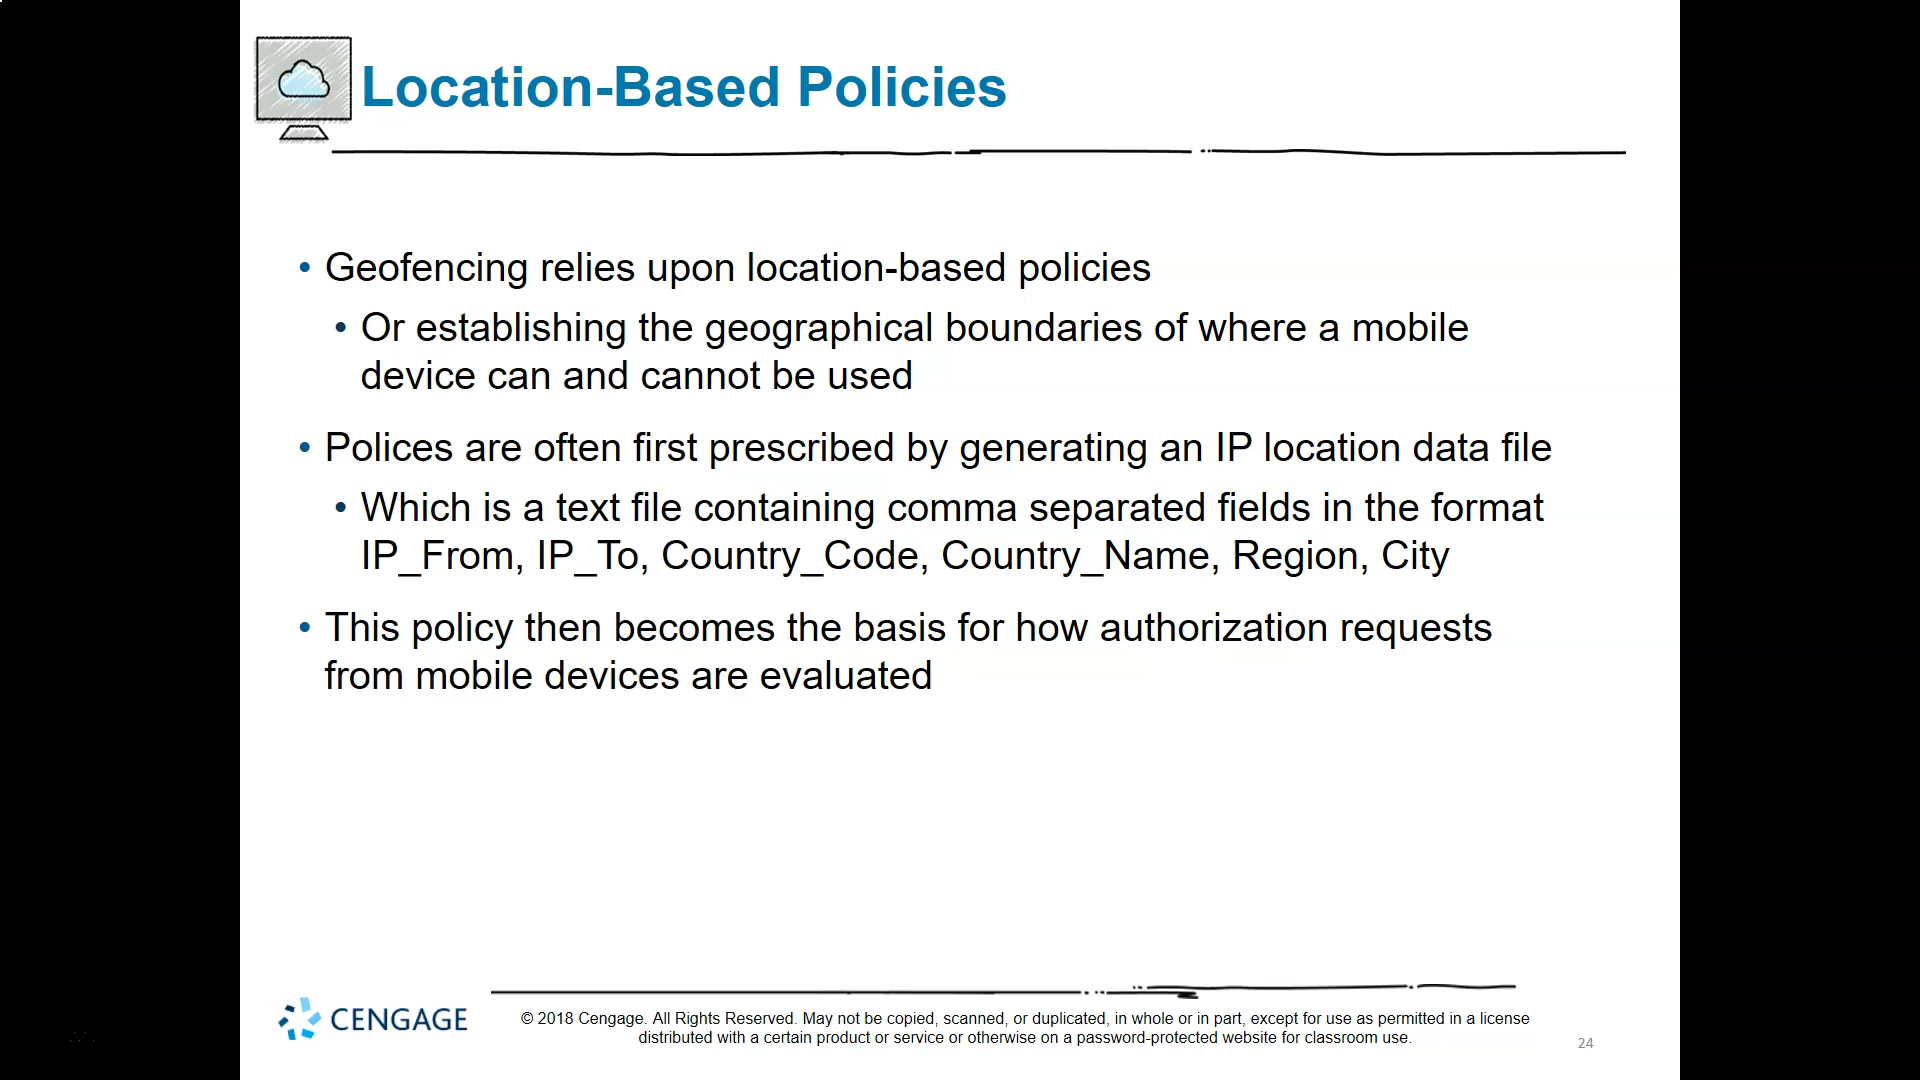 Location-Based Policies
• Geofencing relies upon location-based policies
• Or establishing the geographical boundaries of where a mobile
device can and cannot be used
• Polices are often first prescribed by generating an IP location data file
• Which is a text file containing comma separated fields in the format
IP_From, IP_To, Country_Code, Country_Name, Region, City
• This policy then becomes the basis for how authorization requests
from mobile devices are evaluated
CENGAGE
© 2018 Cengage. All Rights Reserved. May not be copied, scanned, or duplicated, in whole or in part, except for use as permitted in a license
distributed with a certain product or service or otherwise on a password-protected website for classroom use.
24